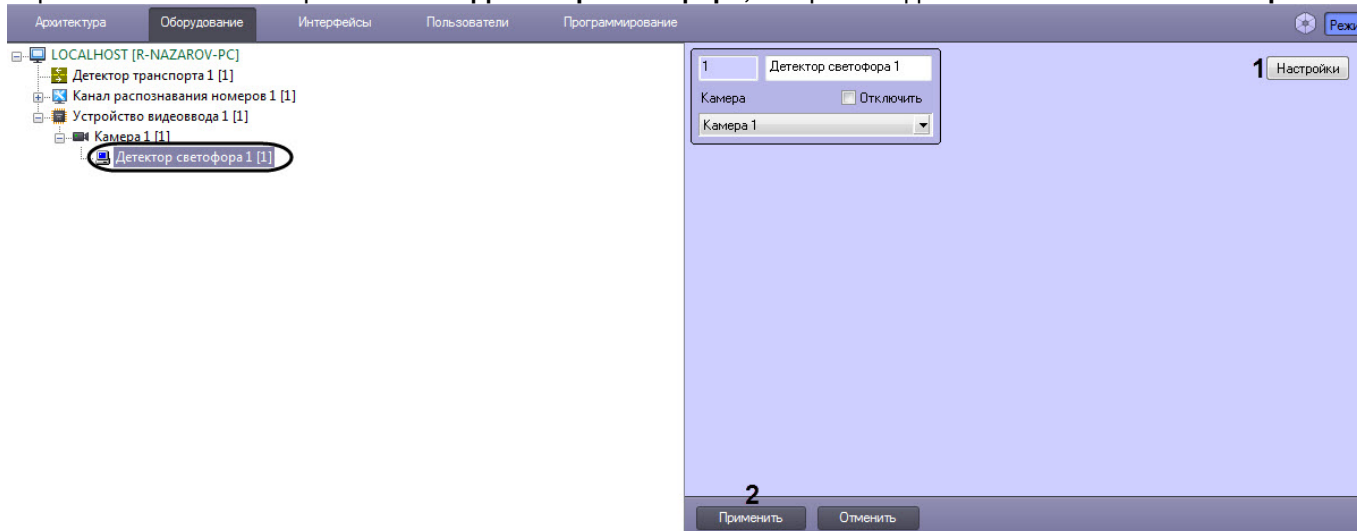 Архитектура Оборудование Интерфейсы Пользователи Программирование
LOCALHOST [R-NAZAROV-PC]
Детектор транспорта 1 [1]
Канал распознавания номеров 1 [1]
Устройство видеоввода 1 [1]
Камера 1 [1]
Детектор светофора 1 [1]
1 Детектор светофора 1
Камера Отключить
Камера 1
1 Настройки
2
Применить Отменить